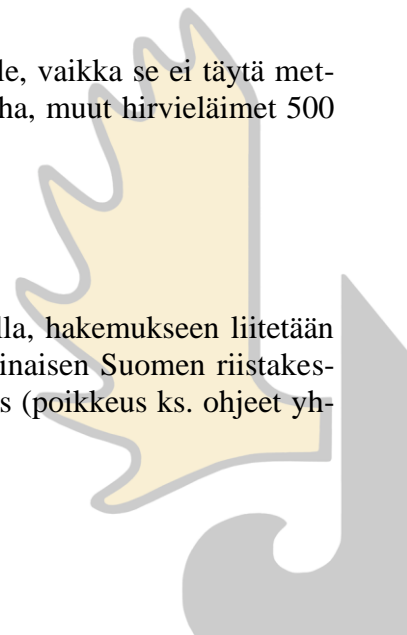 le, vaikka se ei täytä met-
ha, muut hirvieläimet 500
lla, hakemukseen liitetään
inaisen Suomen riistakes-
s (poikkeus ks. ohjeet yh-